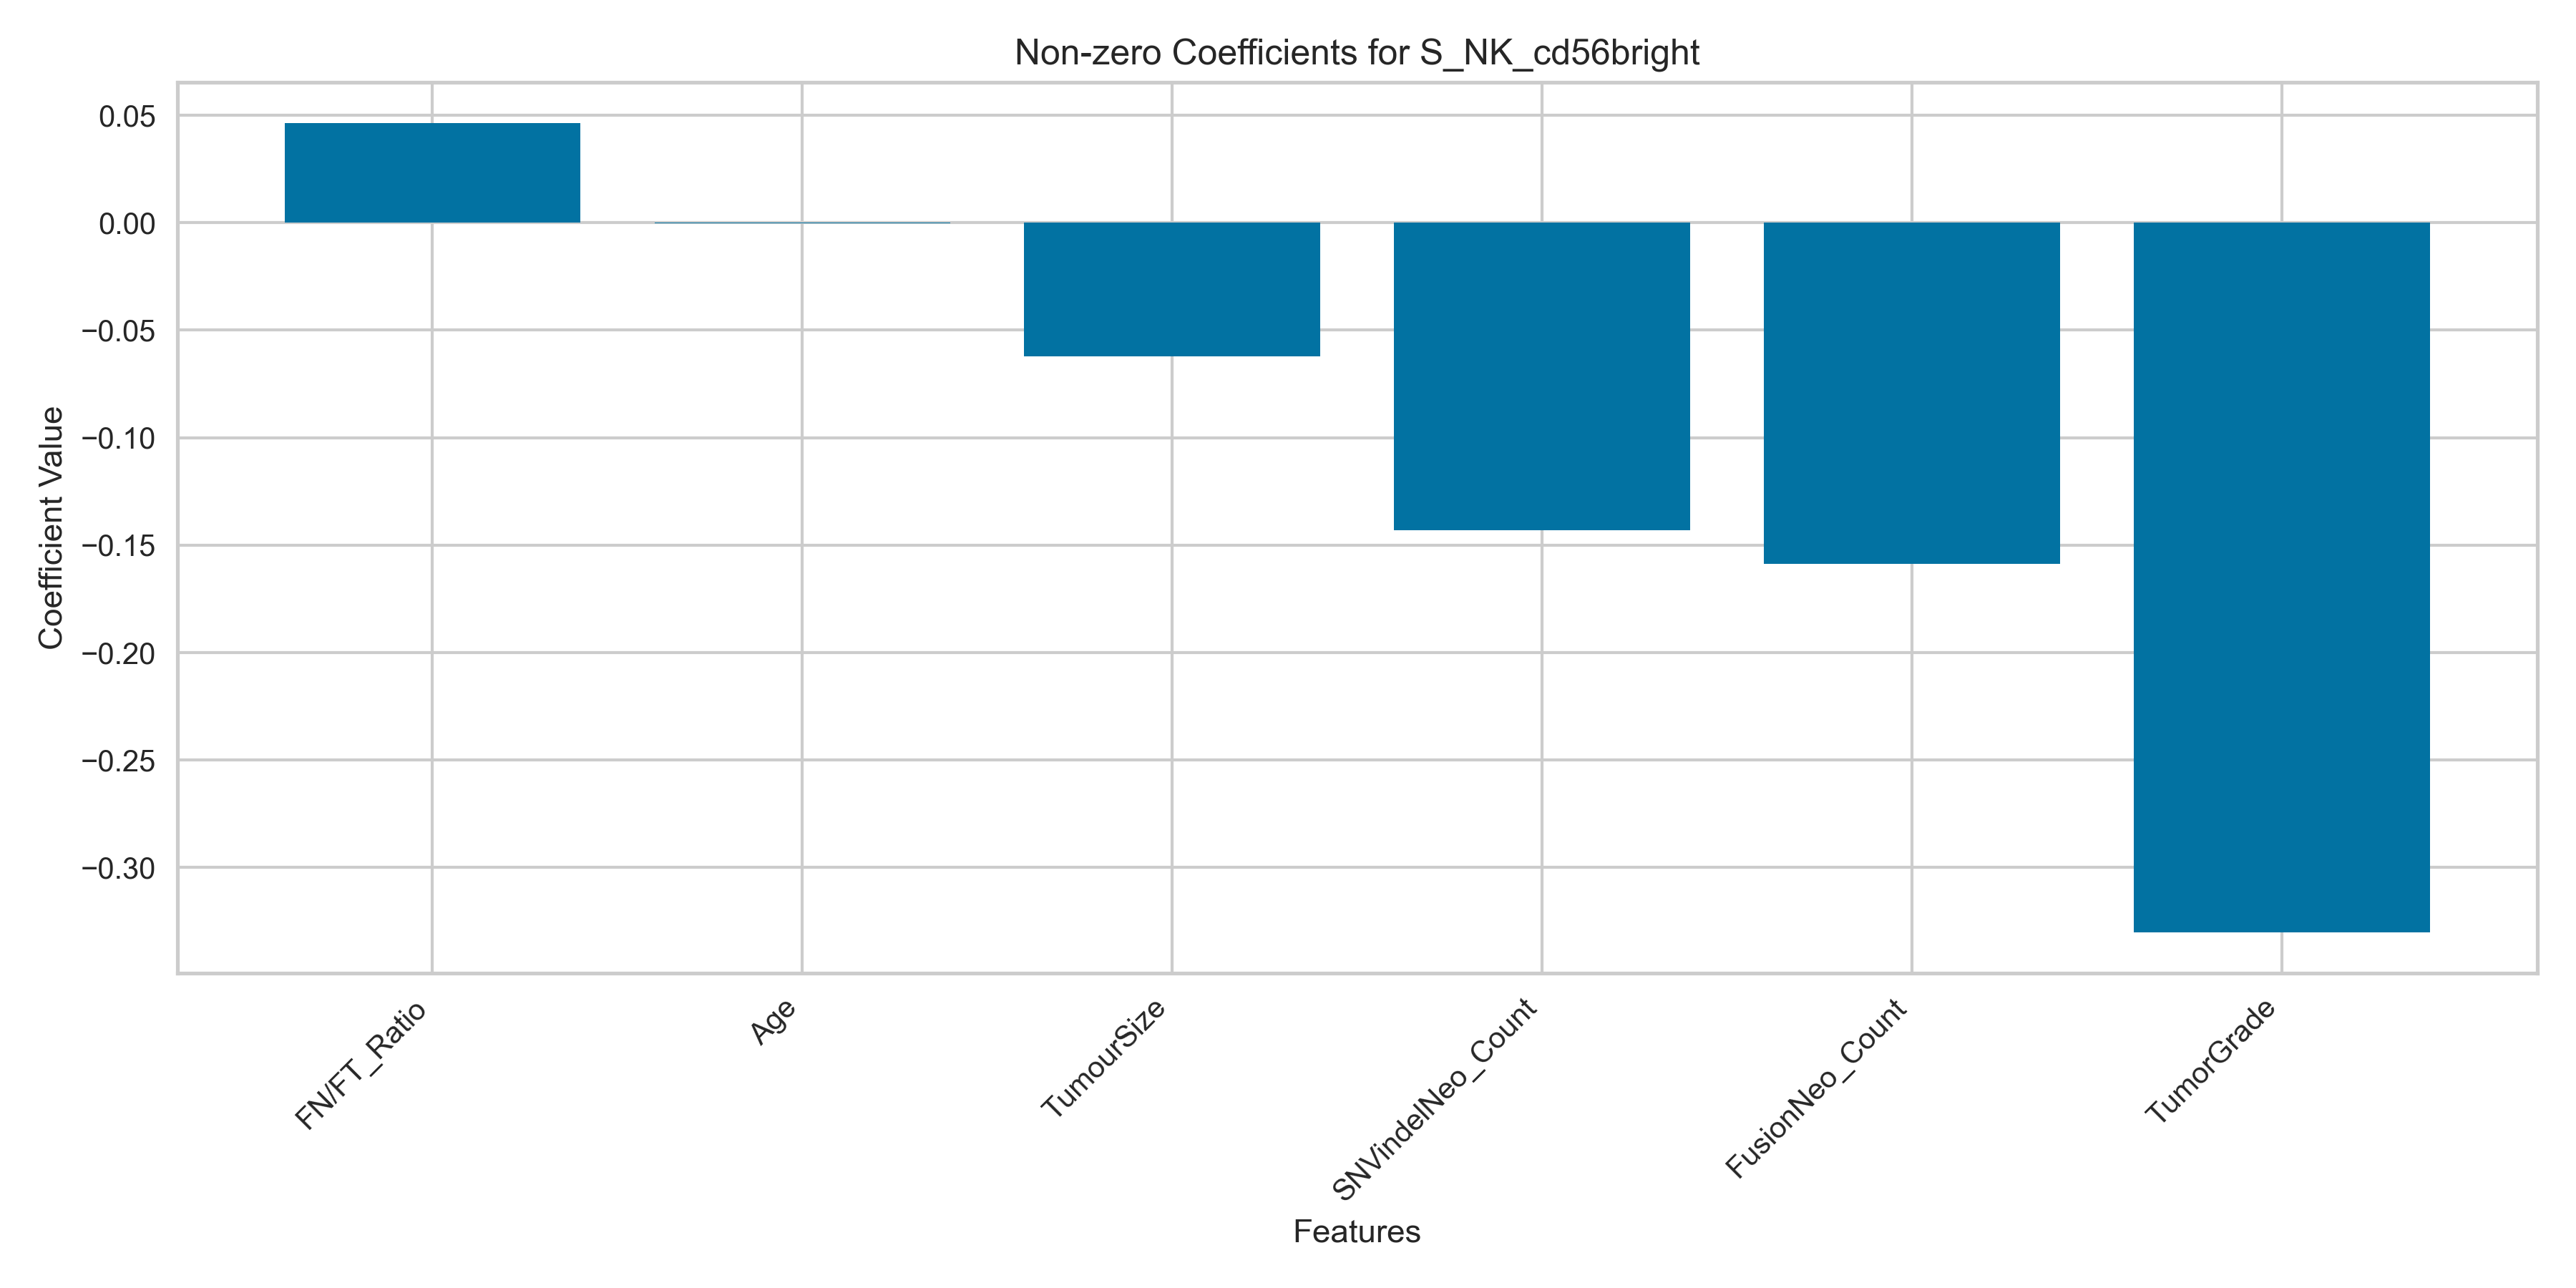 Non-zero Coefficients for S_NK_cd56bright
Coefficient Value
0.05
0.00
−0.05
−0.10
−0.15
−0.20
−0.25
−0.30
FN/FT_Ratio
Age
TumourSize
SNVindelNeo_Count
FusionNeo_Count
TumorGrade
Features